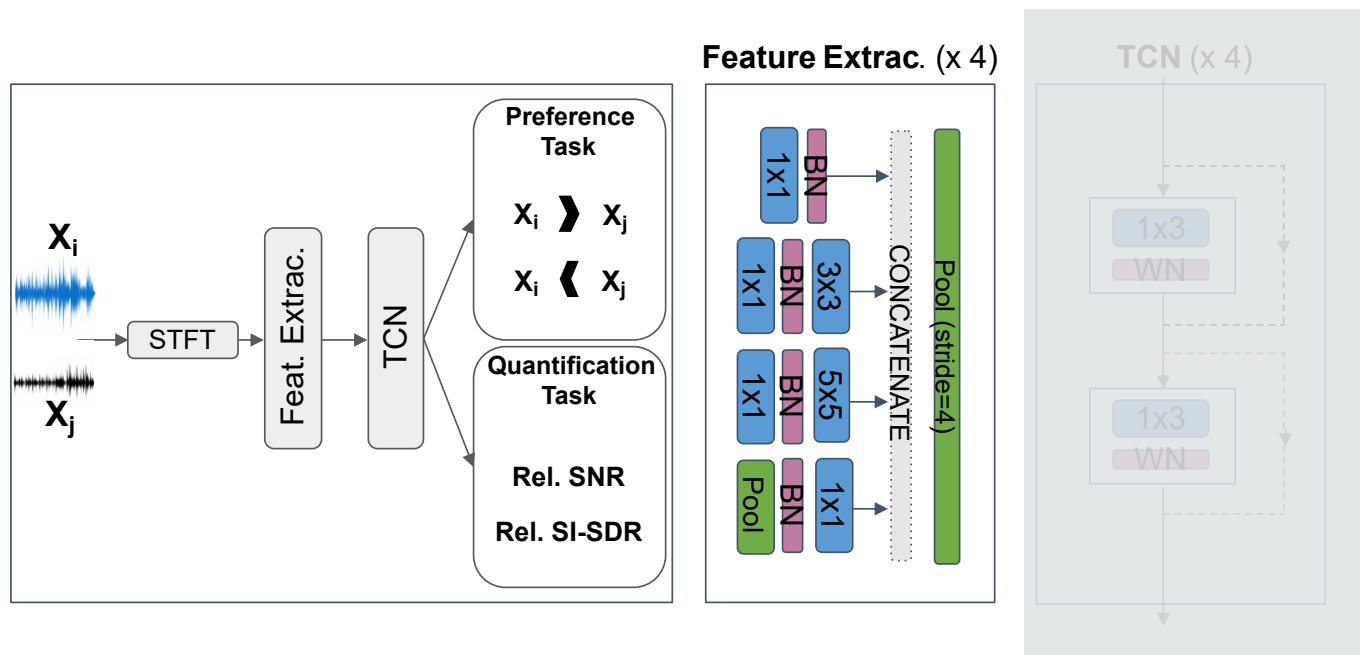 Preference
Task
Xi ❱ Xj
Xi ❰ Xj
Xi
Xj
STFT
Feat. Extrac.
TCN
Quantification
Task
Rel. SNR
Rel. SI-SDR
Feature Extrac. (x 4)
1x1
BN
1x1
BN
3x3
1x1
BN
5x5
Pool
BN
1x1
CONCATENATE
Pool (stride=4)
TCN (x 4)
1x3
WN
1x3
WN